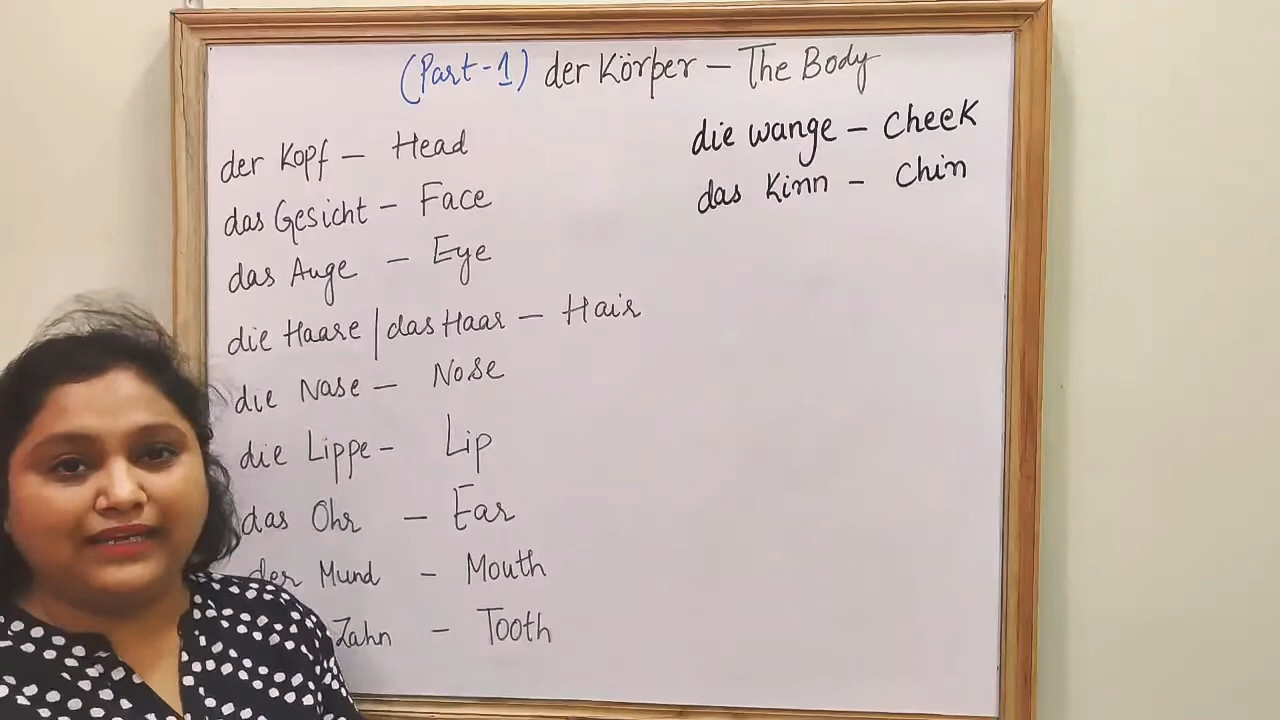 (Part-1) der Körper – The Body
der Kopf – Head
das Gesicht – Face
das Auge – Eye
die Haare | das Haar – Hair
die Nase – Nose
die Lippe – Lip
das Ohr – Ear
der Mund – Mouth
Zahn – Tooth
die wange – Cheek
das Kinn – Chin